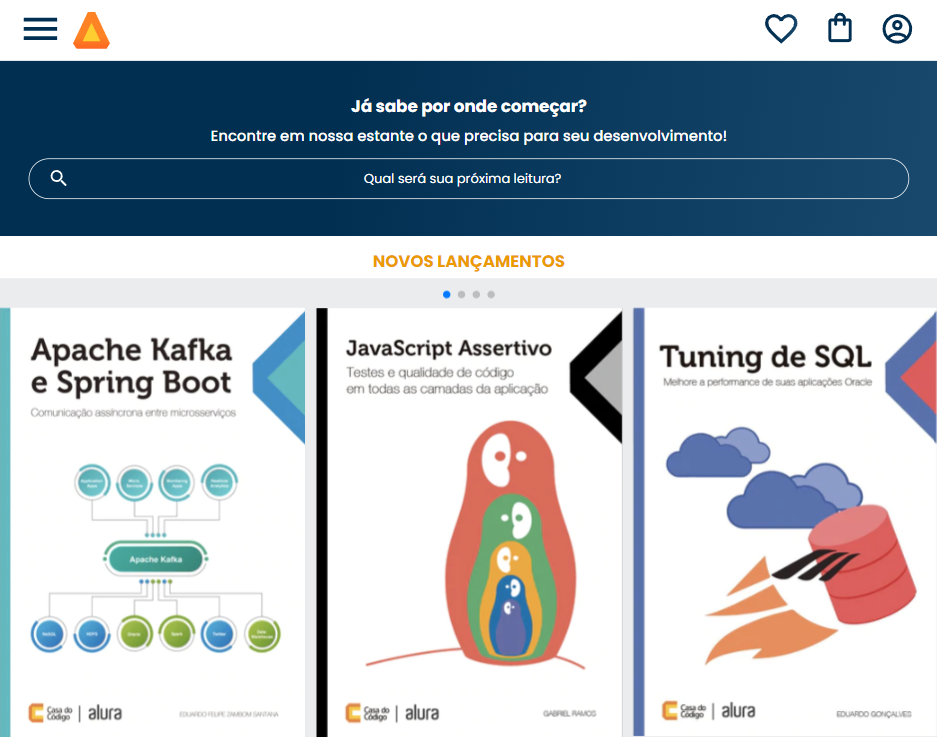 Já sabe por onde começar?
Encontre em nossa estante o que precisa para seu desenvolvimento!
Qual será sua próxima leitura?
NOVOS LANÇAMENTOS
Apache Kafka
e Spring Boot
Comunicação assíncrona entre microsserviços
Apache Kafka
Casa do
Código
alura
EDUARDO FELIPE ZAMBOM SANTANA
JavaScript Assertivo
Testes e qualidade de código
em todas as camadas da aplicação
Casa do
Código
alura
GABRIEL RAMOS
Tuning de SQL
Melhore a performance de suas aplicações Oracle
Casa do
Código
alura
EDUARDO GONÇALVES